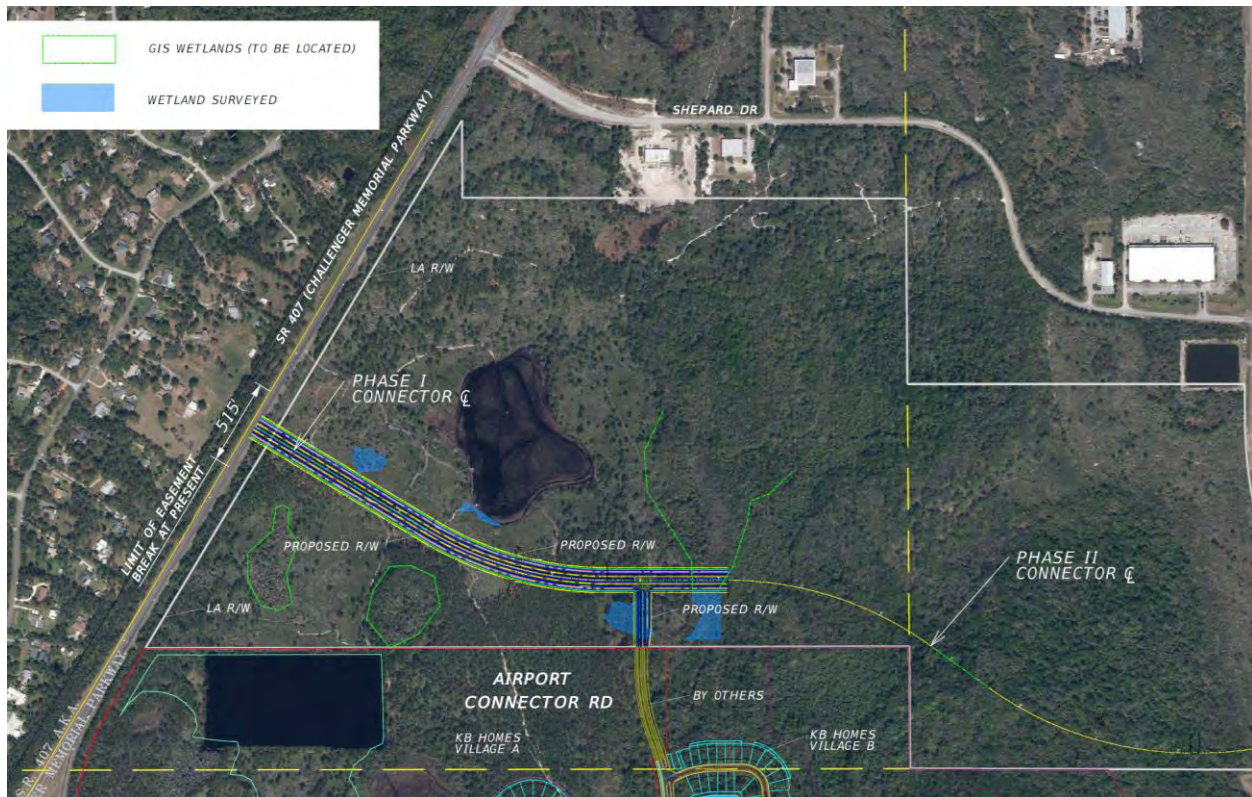 GIS WETLANDS (TO BE LOCATED)
WETLAND SURVEYED
SHEPARD DR
SR 407 (CHALLENGER MEMORIAL PARKWAY)
LA R/W
PHASE I
CONNECTOR ℄
515'
LIMIT OF EASEMENT
BREAK AT PRESENT
PROPOSED R/W
PROPOSED R/W
PHASE II
CONNECTOR ℄
LA R/W
PROPOSED R/W
AIRPORT
CONNECTOR RD
BY OTHERS
KB HOMES
VILLAGE A
KB HOMES
VILLAGE B
S.R. 407 A.K.A.
MEMORIAL PARKWAY